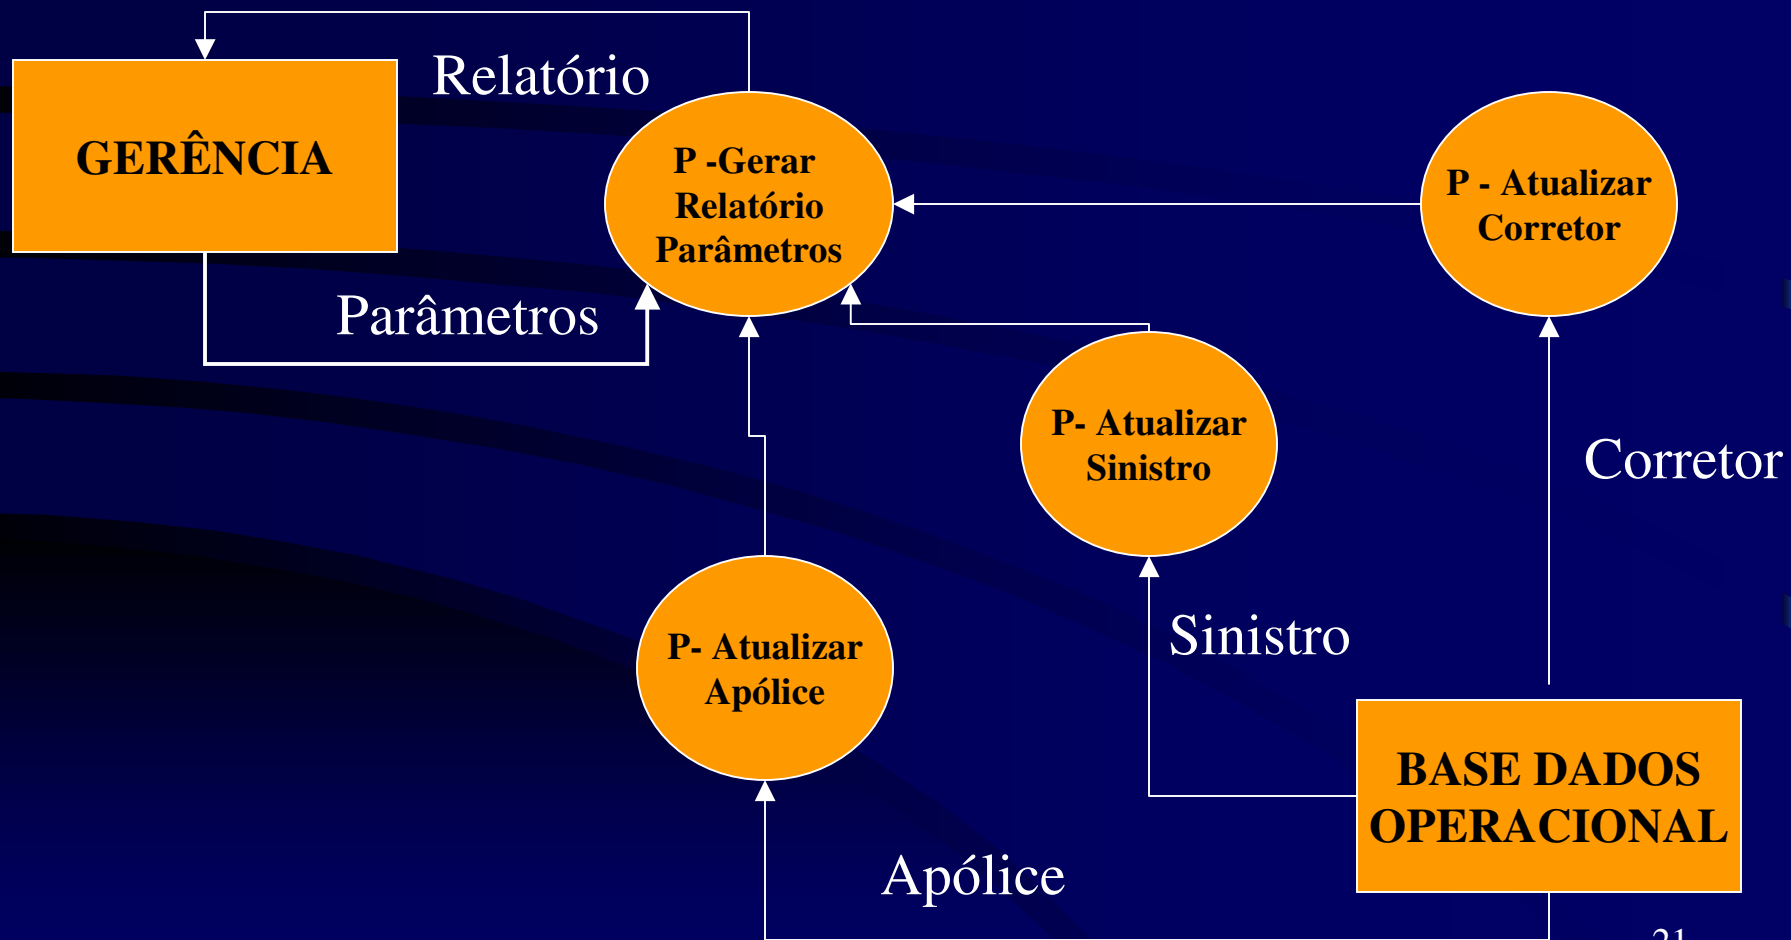 Relatório
GERÊNCIA
P -Gerar
Relatório
Parâmetros
P - Atualizar
Corretor
Parâmetros
P- Atualizar
Sinistro
Corretor
P- Atualizar
Apólice
Sinistro
BASE DADOS
OPERACIONAL
Apólice